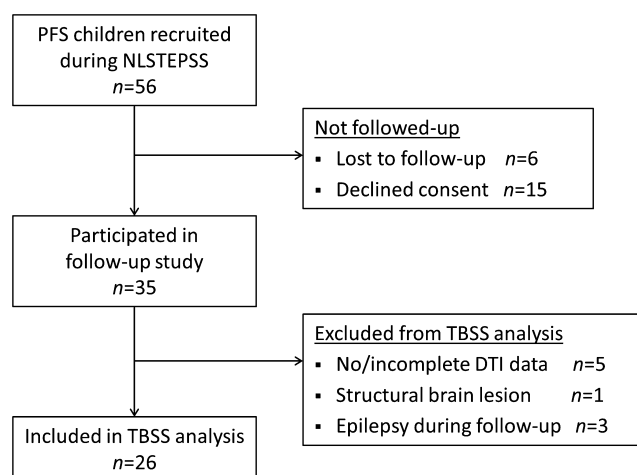 PFS children recruited
during NLSTEPSS
n=56
Not followed-up
▪ Lost to follow-up n=6
▪ Declined consent n=15
Participated in
follow-up study
n=35
Excluded from TBSS analysis
▪ No/incomplete DTI data n=5
▪ Structural brain lesion n=1
▪ Epilepsy during follow-up n=3
Included in TBSS analysis
n=26